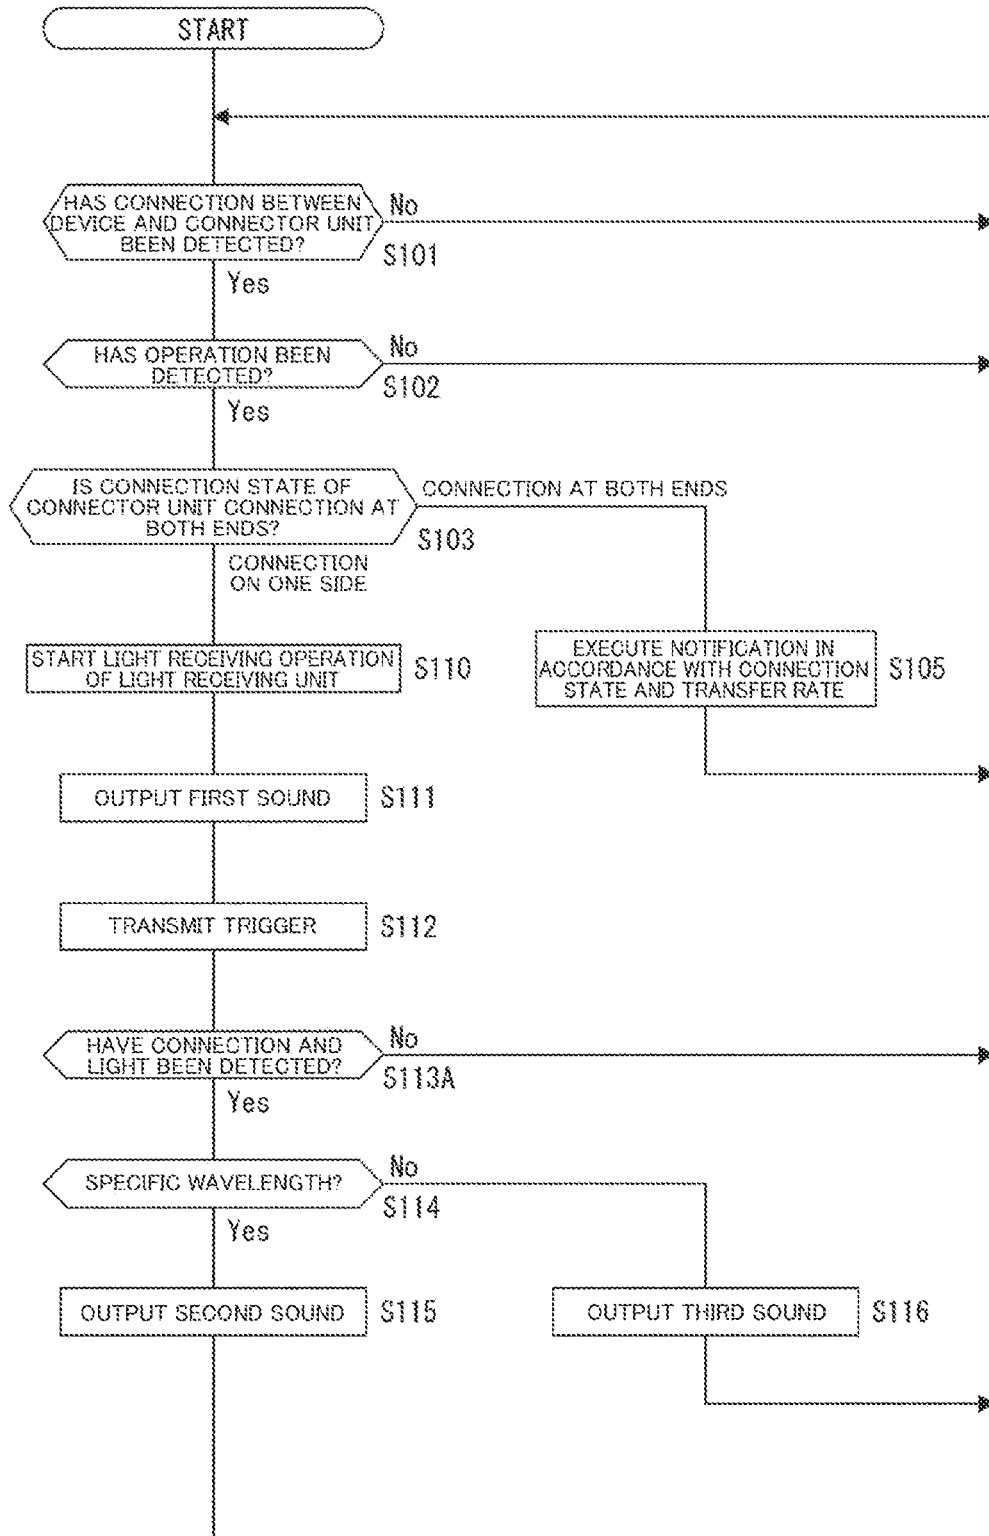 START
HAS CONNECTION BETWEEN
DEVICE AND CONNECTOR UNIT
BEEN DETECTED?
No
S101
Yes
HAS OPERATION BEEN
DETECTED?
No
S102
Yes
IS CONNECTION STATE OF
CONNECTOR UNIT CONNECTION AT
BOTH ENDS?
CONNECTION AT BOTH ENDS
S103
CONNECTION
ON ONE SIDE
START LIGHT RECEIVING OPERATION
OF LIGHT RECEIVING UNIT
S110
EXECUTE NOTIFICATION IN
ACCORDANCE WITH CONNECTION
STATE AND TRANSFER RATE
S105
OUTPUT FIRST SOUND
S111
TRANSMIT TRIGGER
S112
HAVE CONNECTION AND
LIGHT BEEN DETECTED?
No
S113A
Yes
SPECIFIC WAVELENGTH?
No
S114
Yes
OUTPUT SECOND SOUND
S115
OUTPUT THIRD SOUND
S116